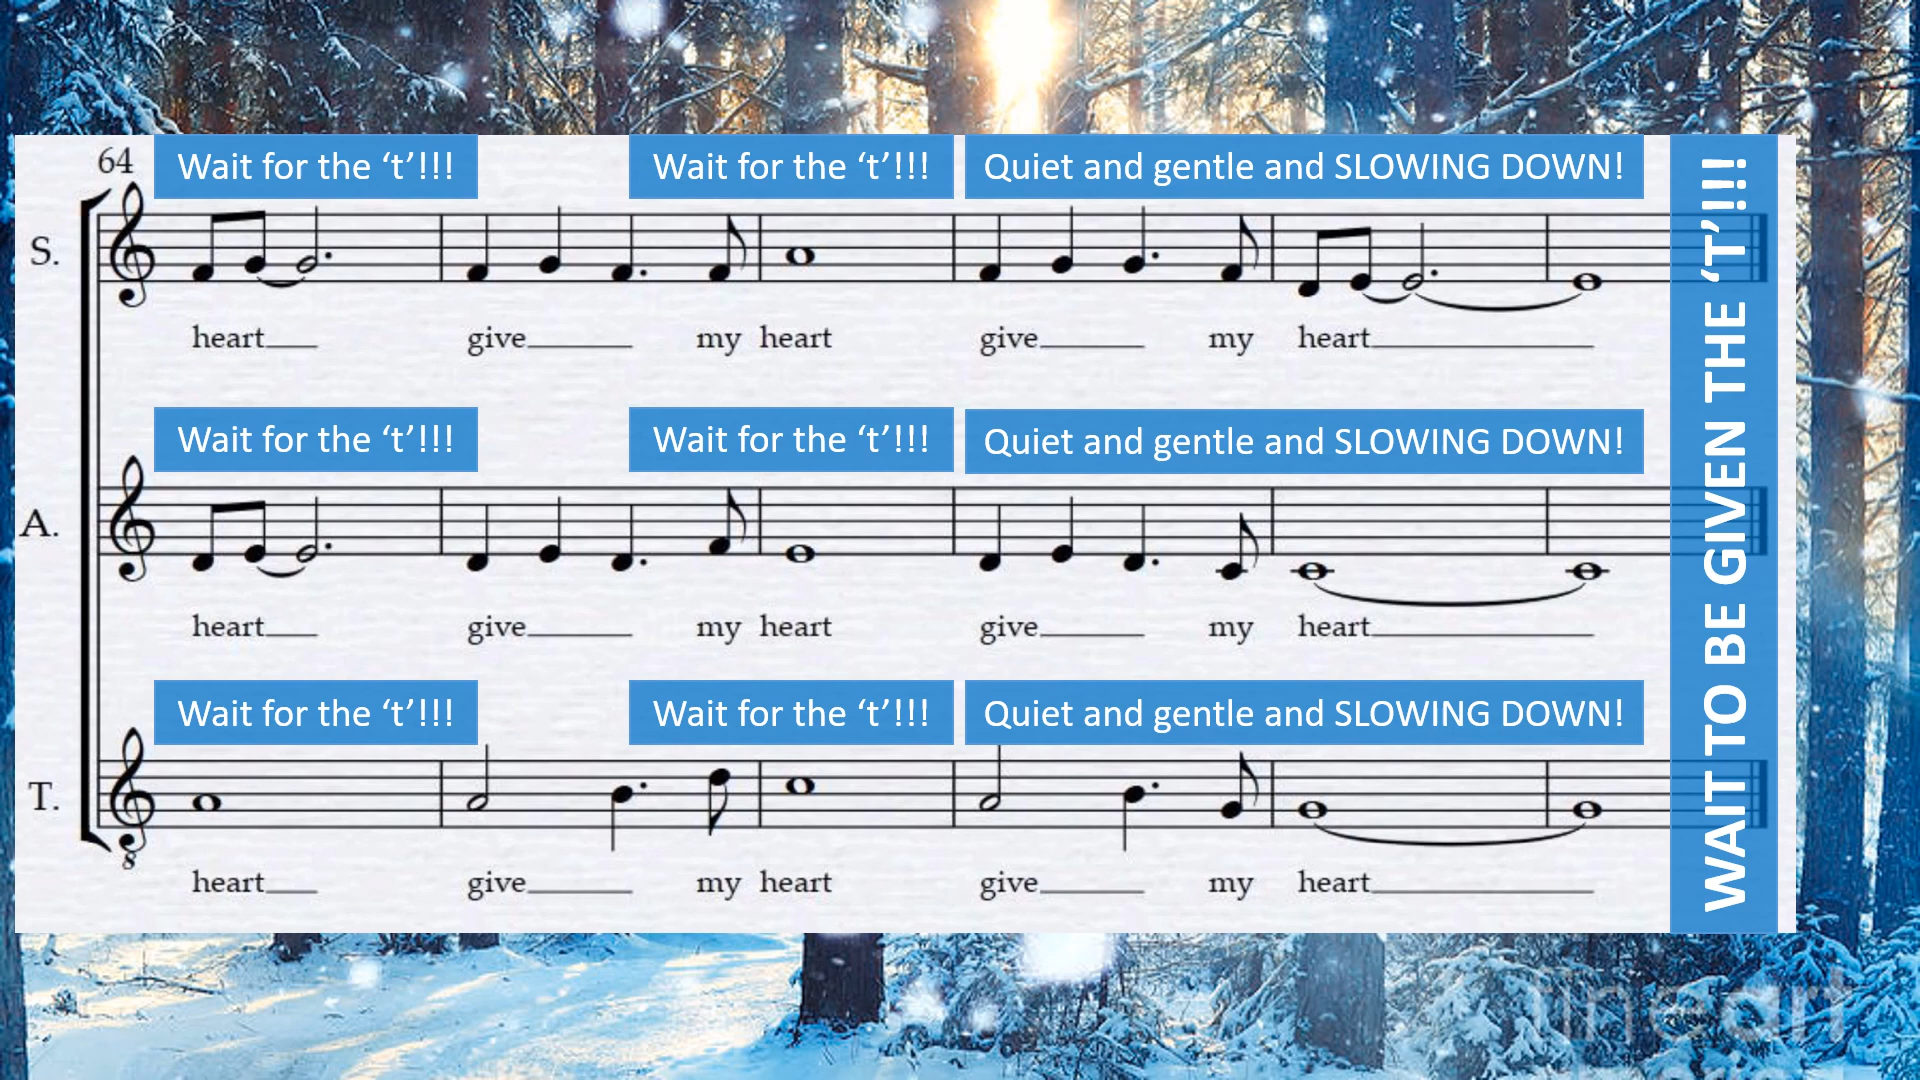 64 Wait for the ‘t’!!! Wait for the ‘t’!!! Quiet and gentle and SLOWING DOWN!
S.
heart give my heart give my heart
Wait for the ‘t’!!! Wait for the ‘t’!!! Quiet and gentle and SLOWING DOWN!
A.
heart give my heart give my heart
Wait for the ‘t’!!! Wait for the ‘t’!!! Quiet and gentle and SLOWING DOWN!
T.
8
heart give my heart give my heart
WAIT TO BE GIVEN THE ‘T’!!!!